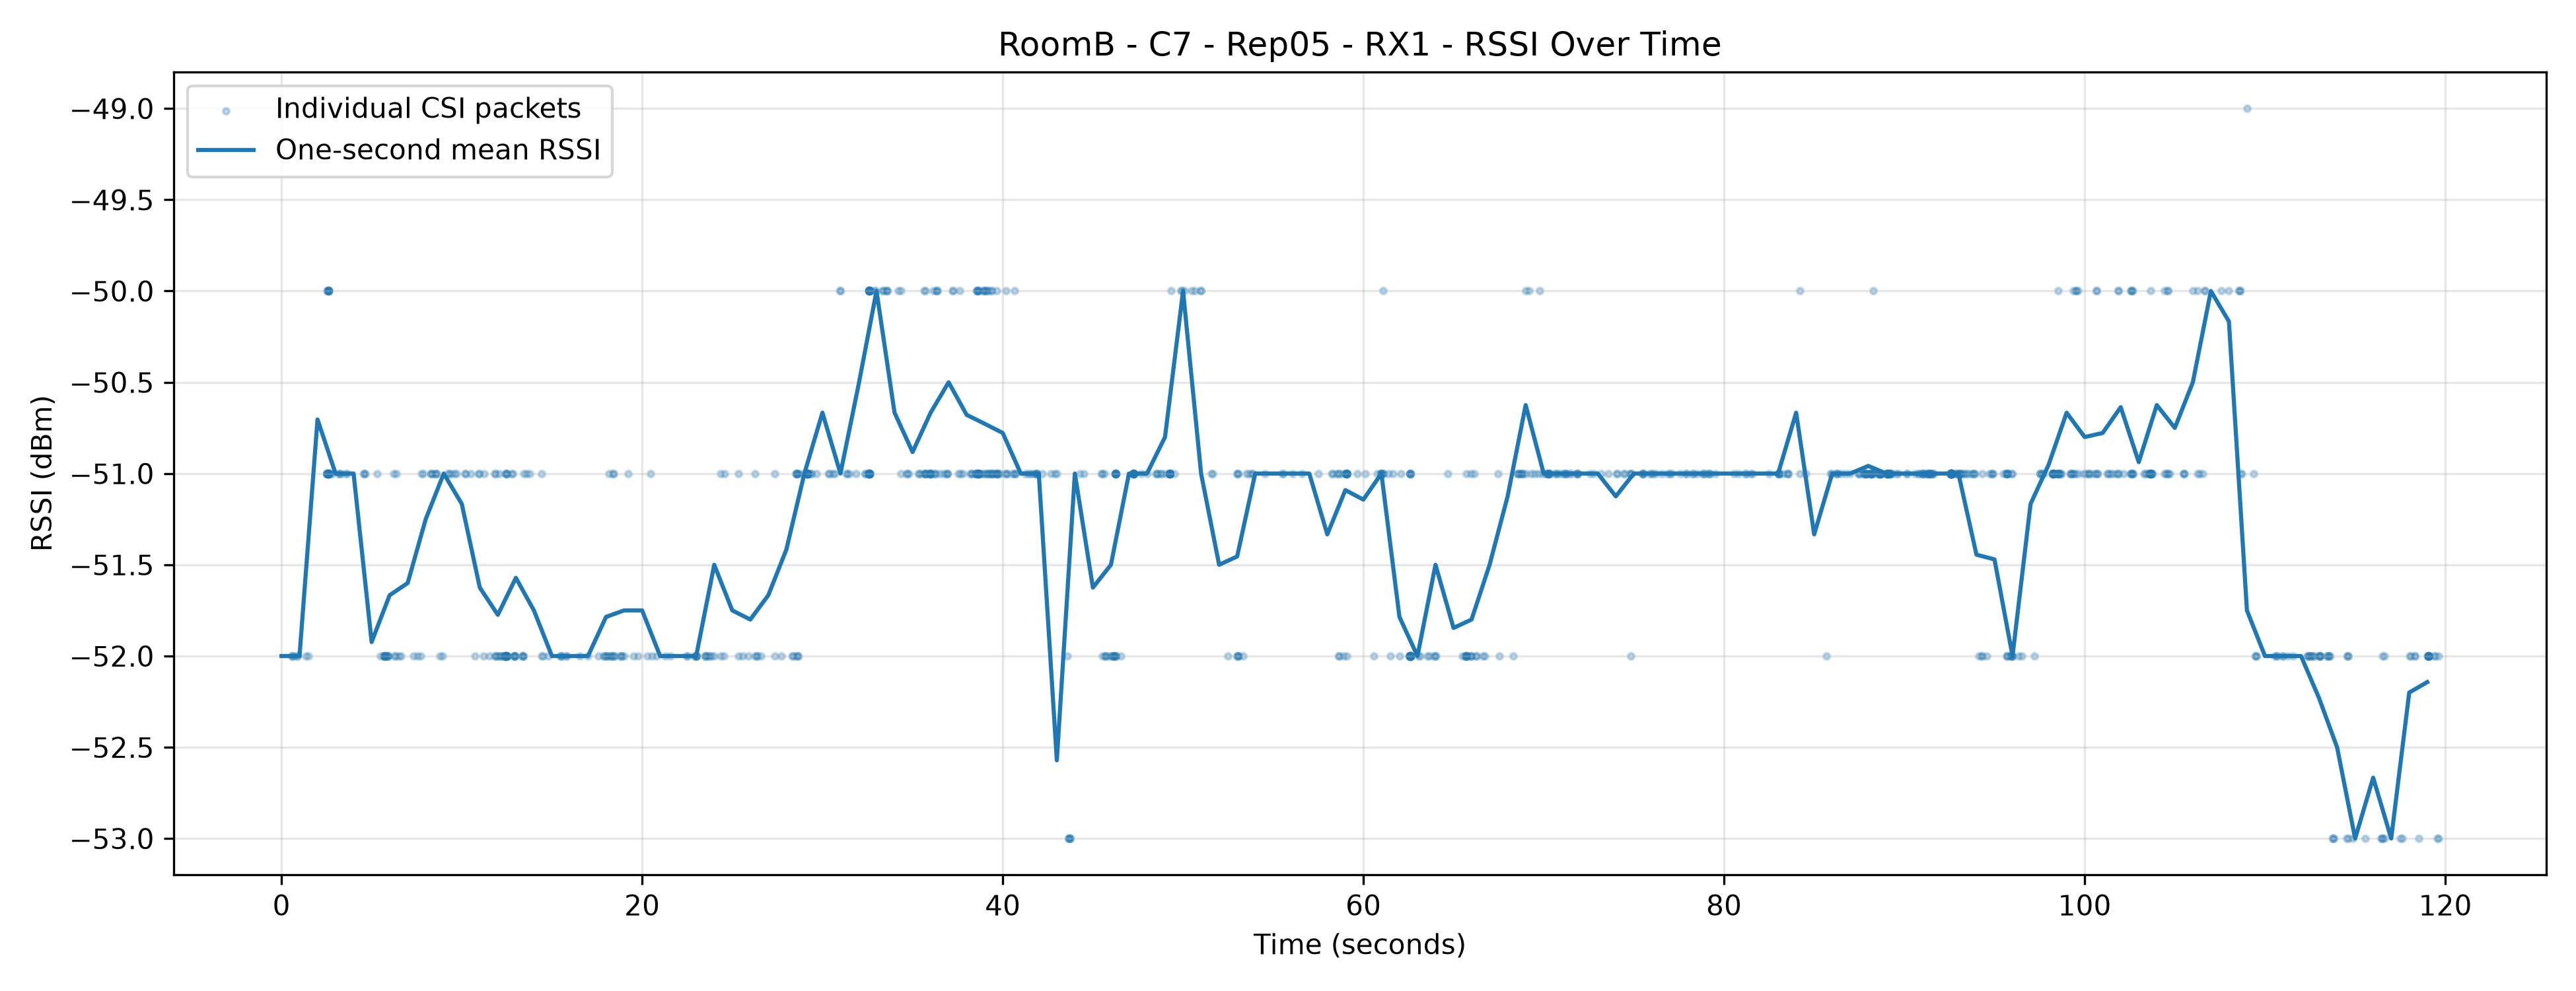 RoomB - C7 - Rep05 - RX1 - RSSI Over Time
Individual CSI packets
One-second mean RSSI
RSSI (dBm)
−49.0
−49.5
−50.0
−50.5
−51.0
−51.5
−52.0
−52.5
−53.0
0 20 40 60 80 100 120
Time (seconds)